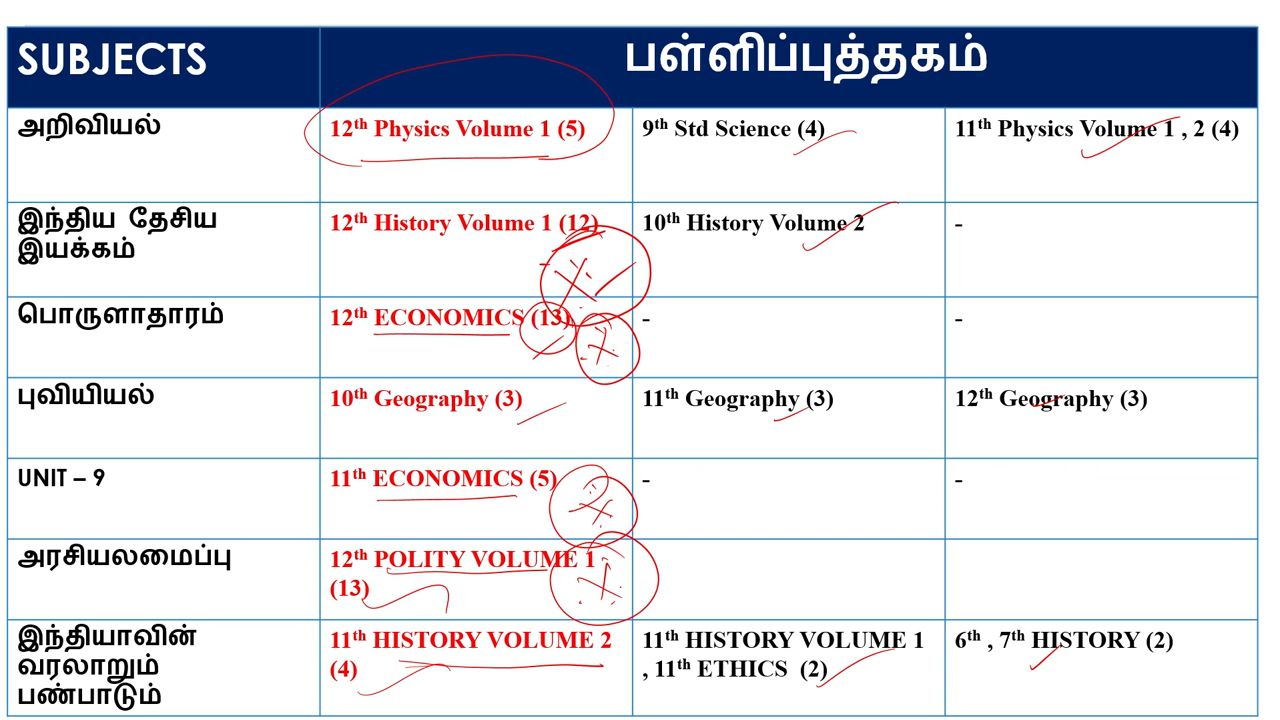 SUBJECTS பள்ளிப்புத்தகம்
அறிவியல் 12th Physics Volume 1 (5) 9th Std Science (4) 11th Physics Volume 1 , 2 (4)
இந்திய தேசிய
இயக்கம்
12th History Volume 1 (12) 10th History Volume 2 -
பொருளாதாரம் 12th ECONOMICS (13) - -
புவியியல் 10th Geography (3) 11th Geography (3) 12th Geography (3)
UNIT – 9 11th ECONOMICS (5) - -
அரசியலமைப்பு 12th POLITY VOLUME 1
(13)
இந்தியாவின்
வரலாறும்
பண்பாடும்
11th HISTORY VOLUME 2
(4)
11th HISTORY VOLUME 1
, 11th ETHICS (2)
6th , 7th HISTORY (2)